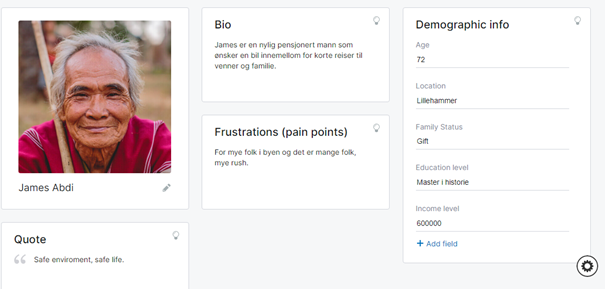 James Abdi
Quote
Safe enviroment, safe life.
Bio
James er en nylig pensjonert mann som
ønsker en bil innemellom for korte reiser til
venner og familie.
Frustrations (pain points)
For mye folk i byen og det er mange folk,
mye rush.
Demographic info
Age
72
Location
Lillehammer
Family Status
Gift
Education level
Master i historie
Income level
600000
+ Add field